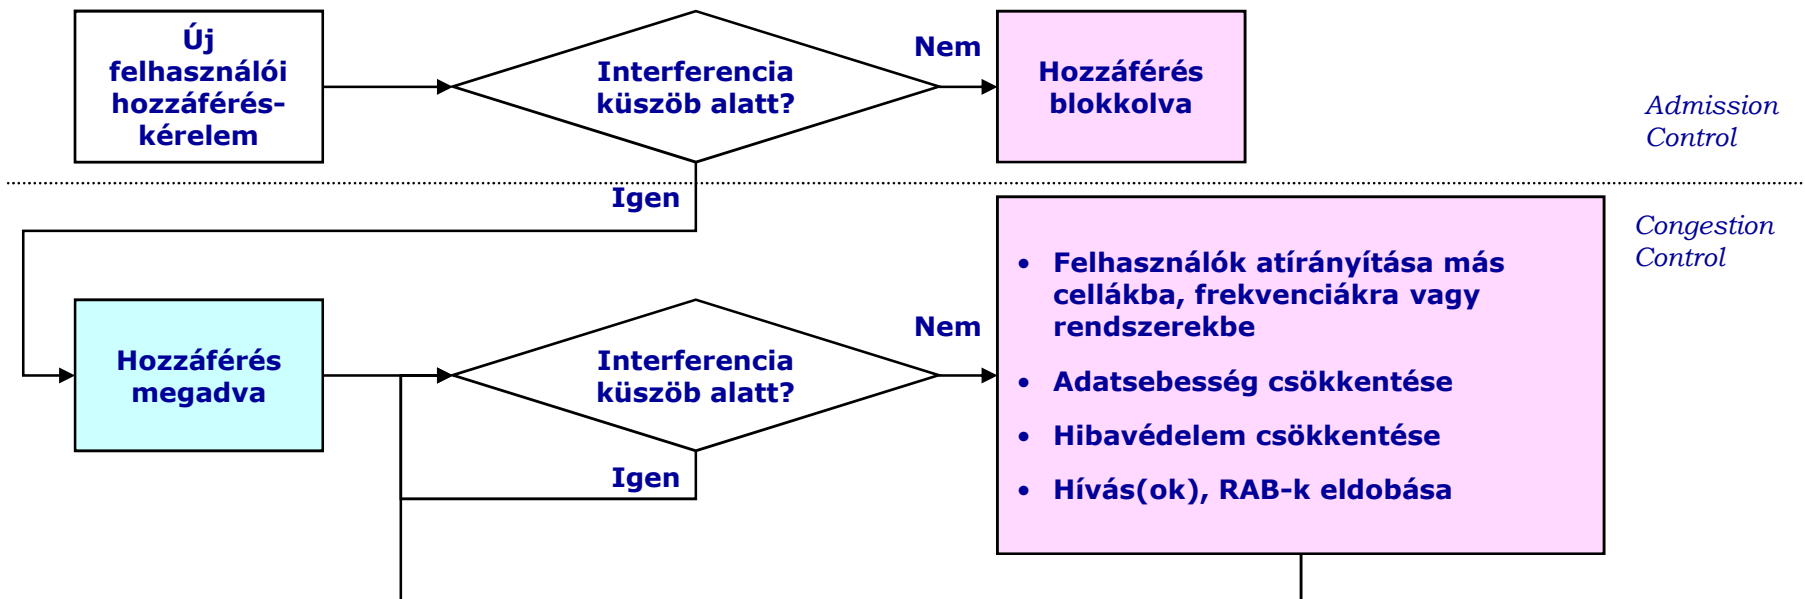 Új
felhasználói
hozzáférés-
kérelem
Interferencia
küszöb alatt?
Nem
Hozzáférés
blokkolva
Admission
Control
Igen
Hozzáférés
megadva
Interferencia
küszöb alatt?
Nem
Igen
• Felhasználók atírányítása más
cellákba, frekvenciákra vagy
rendszerekbe
• Adatsebesség csökkentése
• Hibavédelem csökkentése
• Hívás(ok), RAB-k eldobása
Congestion
Control